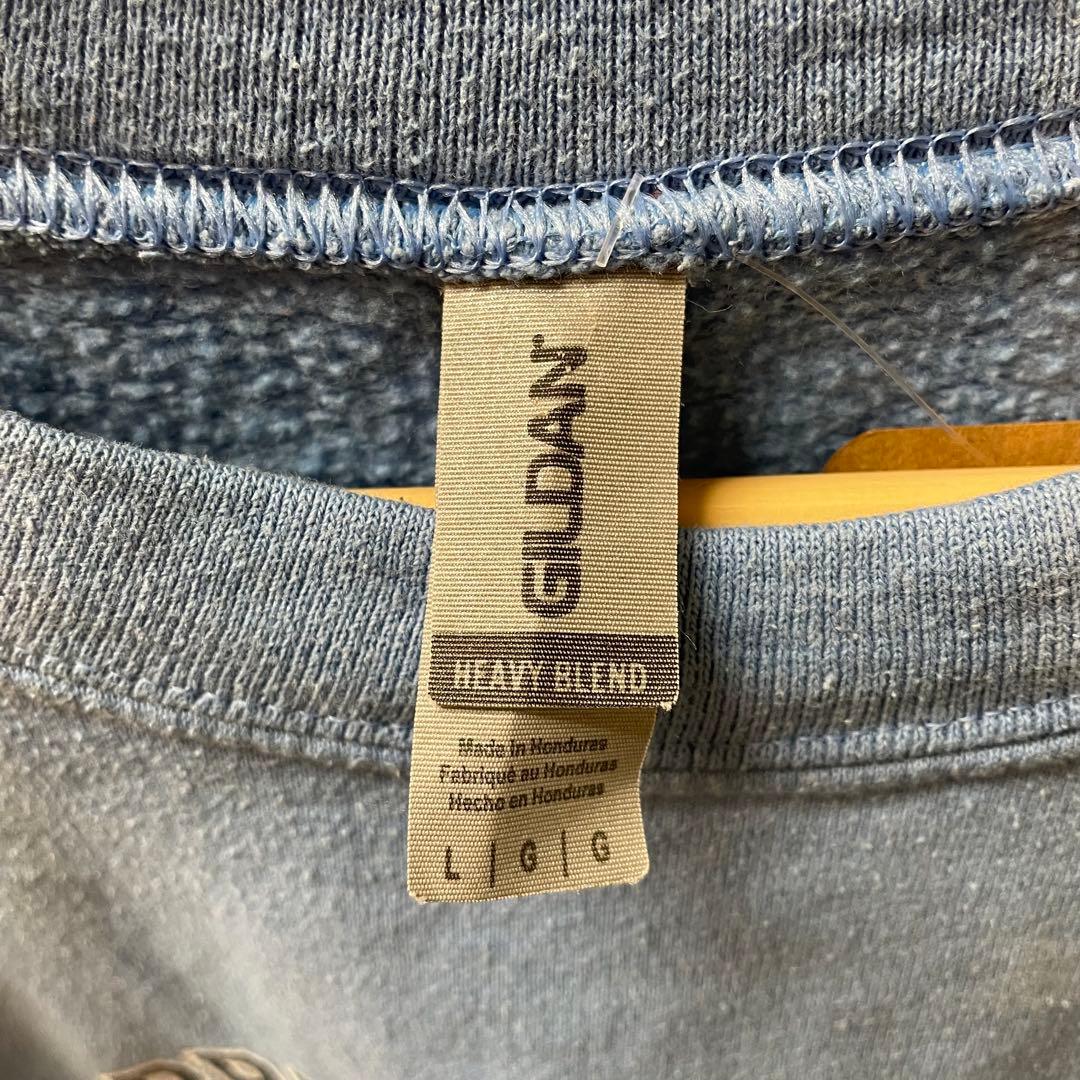 GILDAN
HEAVY BLEND
Made in Honduras
Fabriqué au Honduras
Hecho en Honduras
L | G | G